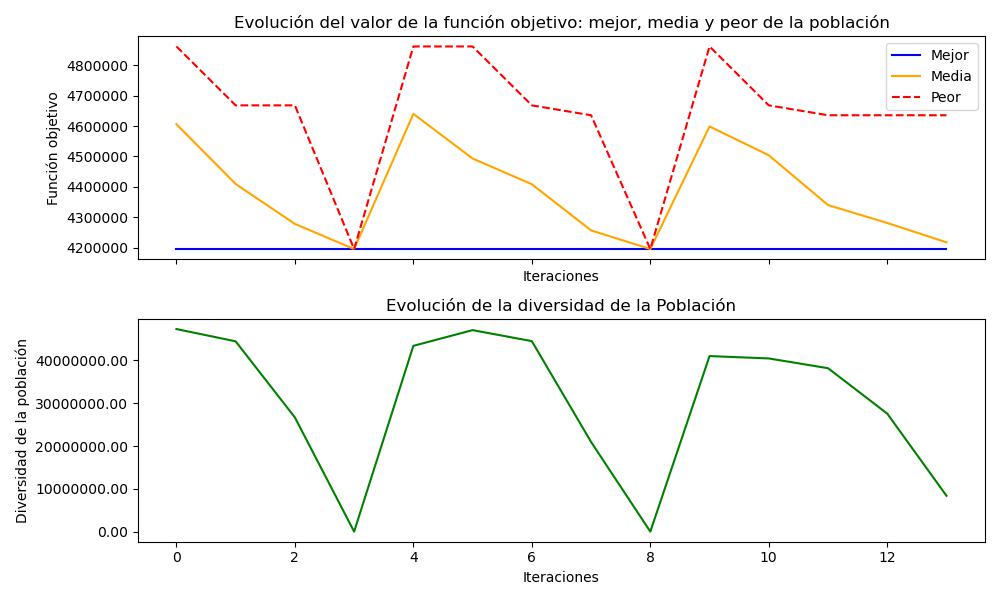 Evolución del valor de la función objetivo: mejor, media y peor de la población
Función objetivo
4800000
4700000
4600000
4500000
4400000
4300000
4200000
Mejor
Media
Peor
Iteraciones
Evolución de la diversidad de la Población
Diversidad de la población
40000000.00
30000000.00
20000000.00
10000000.00
0.00
0 2 4 6 8 10 12
Iteraciones